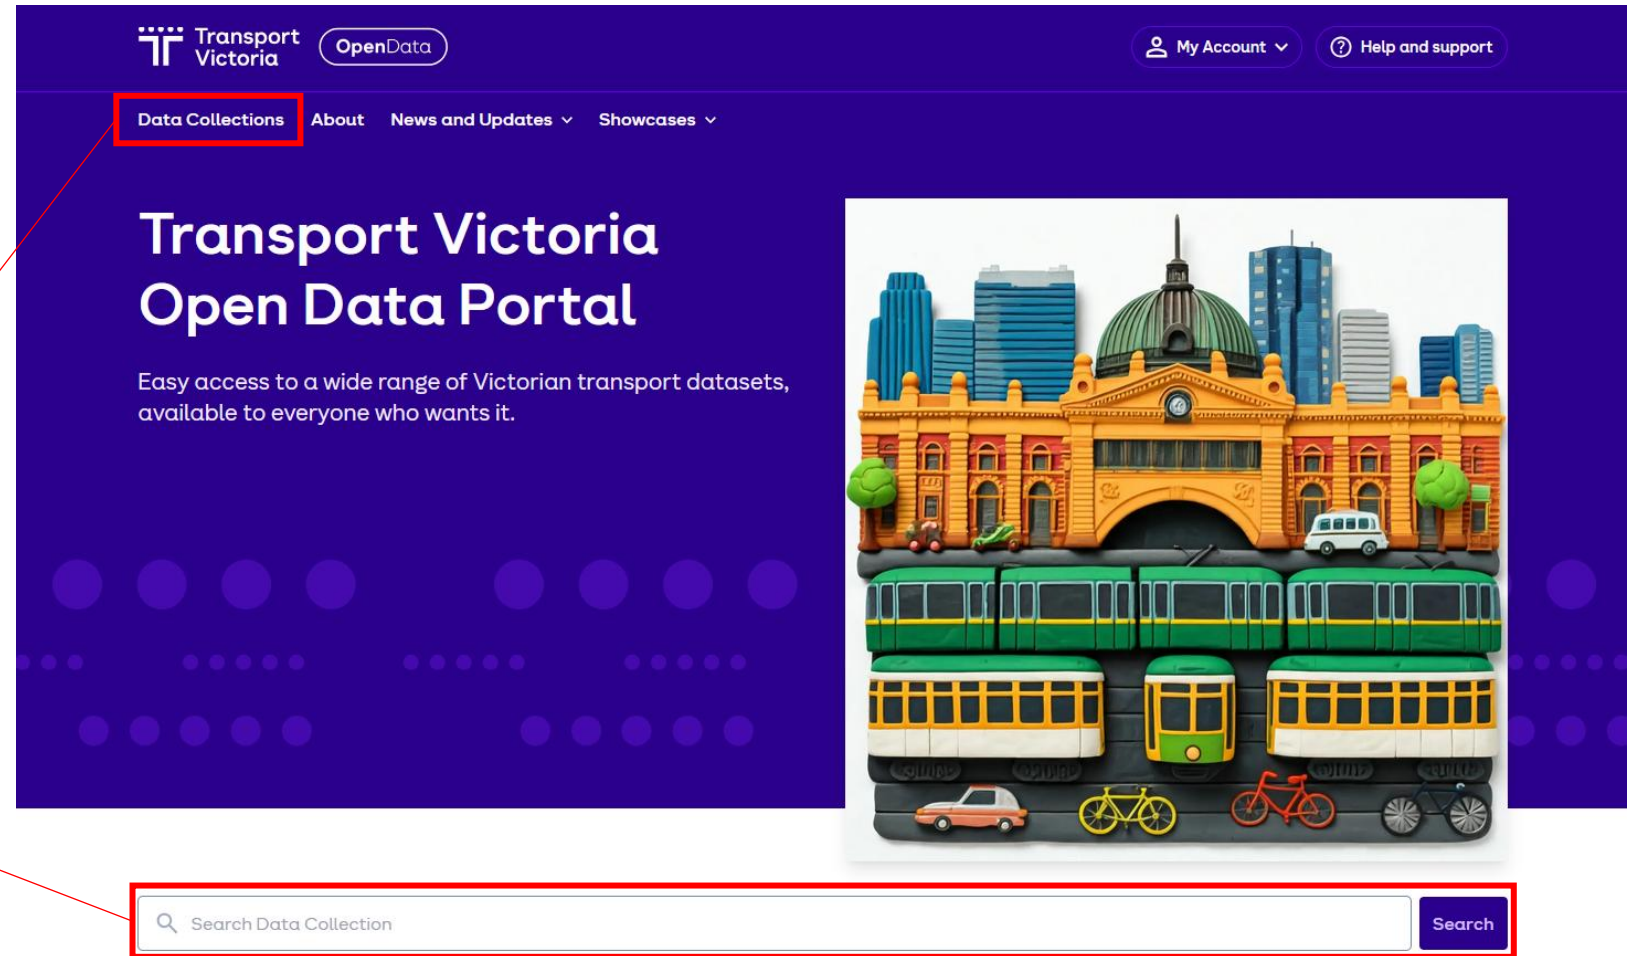 Transport
Victoria
OpenData
My Account
Help and support
Data Collections About News and Updates Showcases
Transport Victoria
Open Data Portal
Easy access to a wide range of Victorian transport datasets,
available to everyone who wants it.
Search Data Collection
Search